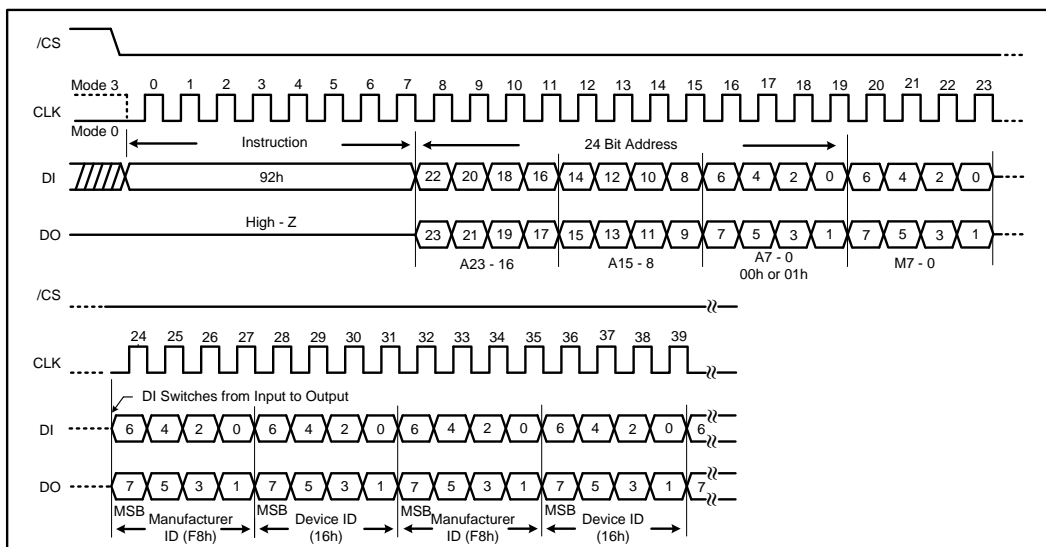 /CS
Mode 3 0 1 2 3 4 5 6 7 8 9 10 11 12 13 14 15 16 17 18 19 20 21 22 23
CLK
Mode 0
Instruction 24 Bit Address
DI 92h 22 20 18 16 14 12 10 8 6 4 2 0 6 4 2 0
High - Z
DO 23 21 19 17 15 13 11 9 7 5 3 1 7 5 3 1
A23 - 16 A15 - 8 A7 - 0 M7 - 0
00h or 01h
/CS
24 25 26 27 28 29 30 31 32 33 34 35 36 37 38 39
CLK
DI Switches from Input to Output
DI 6 4 2 0 6 4 2 0 6 4 2 0 6 4 2 0 6
DO 7 5 3 1 7 5 3 1 7 5 3 1 7 5 3 1 7
MSB MSB MSB MSB
Manufacturer Device ID Manufacturer Device ID
ID (F8h) (16h) ID (F8h) (16h)